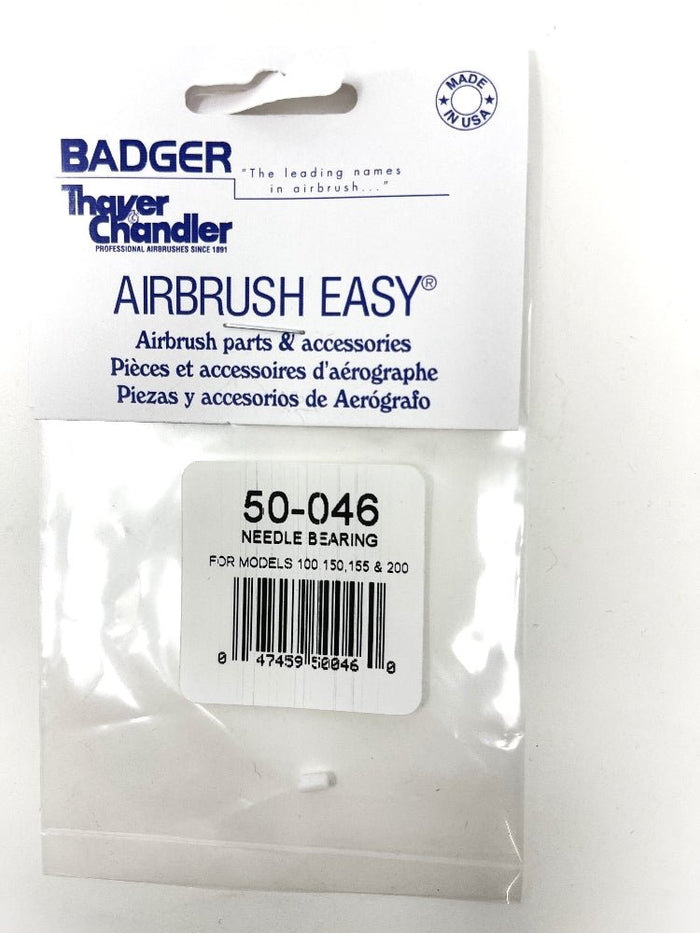 MADE
IN USA
BADGER
"The leading names
in airbrush..."
Thayer
& Chandler
PROFESSIONAL AIRBRUSHES SINCE 1891
AIRBRUSH EASY®
Airbrush parts & accessories
Pièces et accessoires d'aérographe
Piezas y accesorios de Aerógrafo
50-046
NEEDLE BEARING
FOR MODELS 100 150,155 & 200
0 47459 50046 0